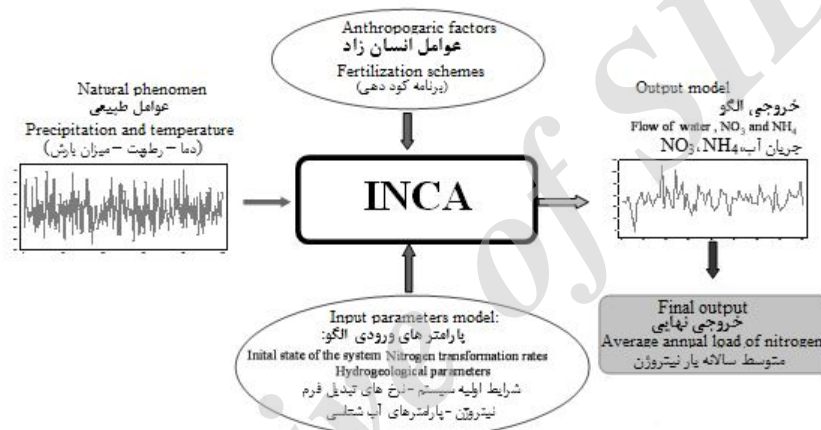 Anthropogaric factors
عوامل انسان زاد
Fertilization schemes
(برنامه کود دهی)
Natural phenomen
عوامل طبیعی
Precipitation and temperature
(دما – رطوبت – میزان بارش)
INCA
Output model
خروجی الگو
Flow of water , NO₃ and NH₄
جریان آب، NO₃، NH₄
Input parameters model:
پارامتر های ورودی الگو:
Inital state of the system Nitrogen transformation rates
Hydrogeological parameters
شرایط اولیه سیستم – نرخ های تبدیل فرم
نیتروژن – پارامترهای آب شناسی
Final output
خروجی نهایی
Average annual load of nitrogen
متوسط سالانه بار نیتروژن
ive of SI